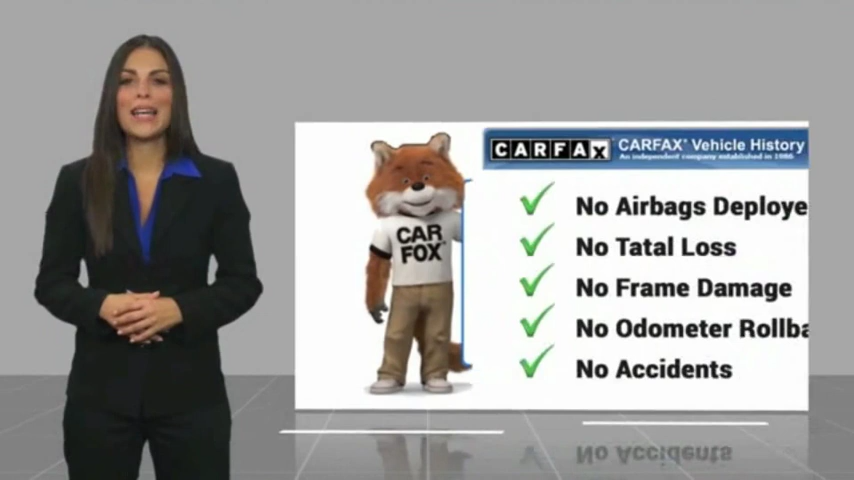 CARFAX CARFAX Vehicle History
An independent company established in 1986
CAR
FOX
No Airbags Deploye
No Tatal Loss
No Frame Damage
No Odometer Rollba
No Accidents
No Accidents